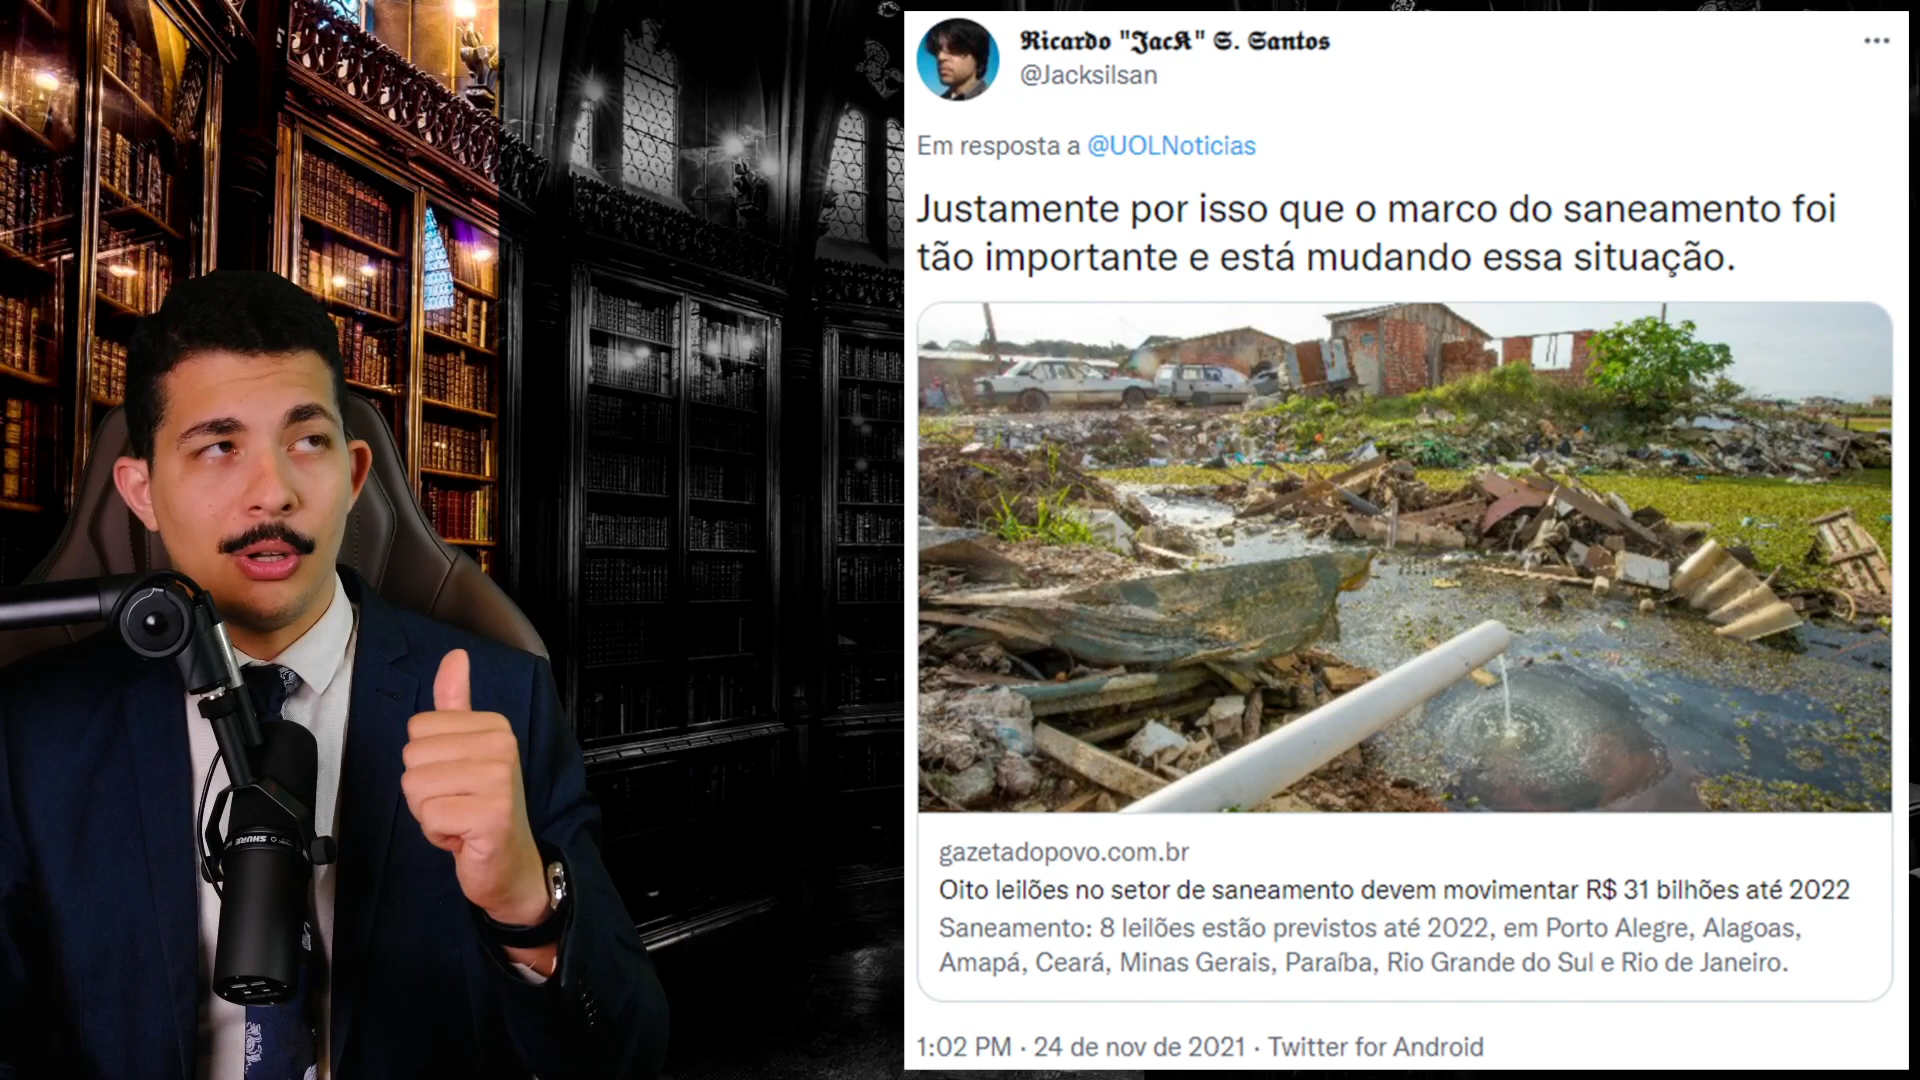 Ricardo "JacK" S. Santos
@Jacksilsan
Em resposta a @UOLNoticias
Justamente por isso que o marco do saneamento foi
tão importante e está mudando essa situação.
gazetadopovo.com.br
Oito leilões no setor de saneamento devem movimentar R$ 31 bilhões até 2022
Saneamento: 8 leilões estão previstos até 2022, em Porto Alegre, Alagoas,
Amapá, Ceará, Minas Gerais, Paraíba, Rio Grande do Sul e Rio de Janeiro.
1:02 PM · 24 de nov de 2021 · Twitter for Android
SHURE